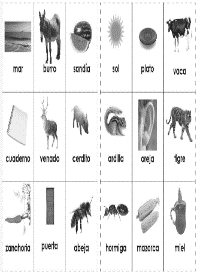 mar burro sandía sol plato vaca
cuaderno venado cerdito ardilla oreja tigre
zanahoria puerta abeja hormiga mazorca miel